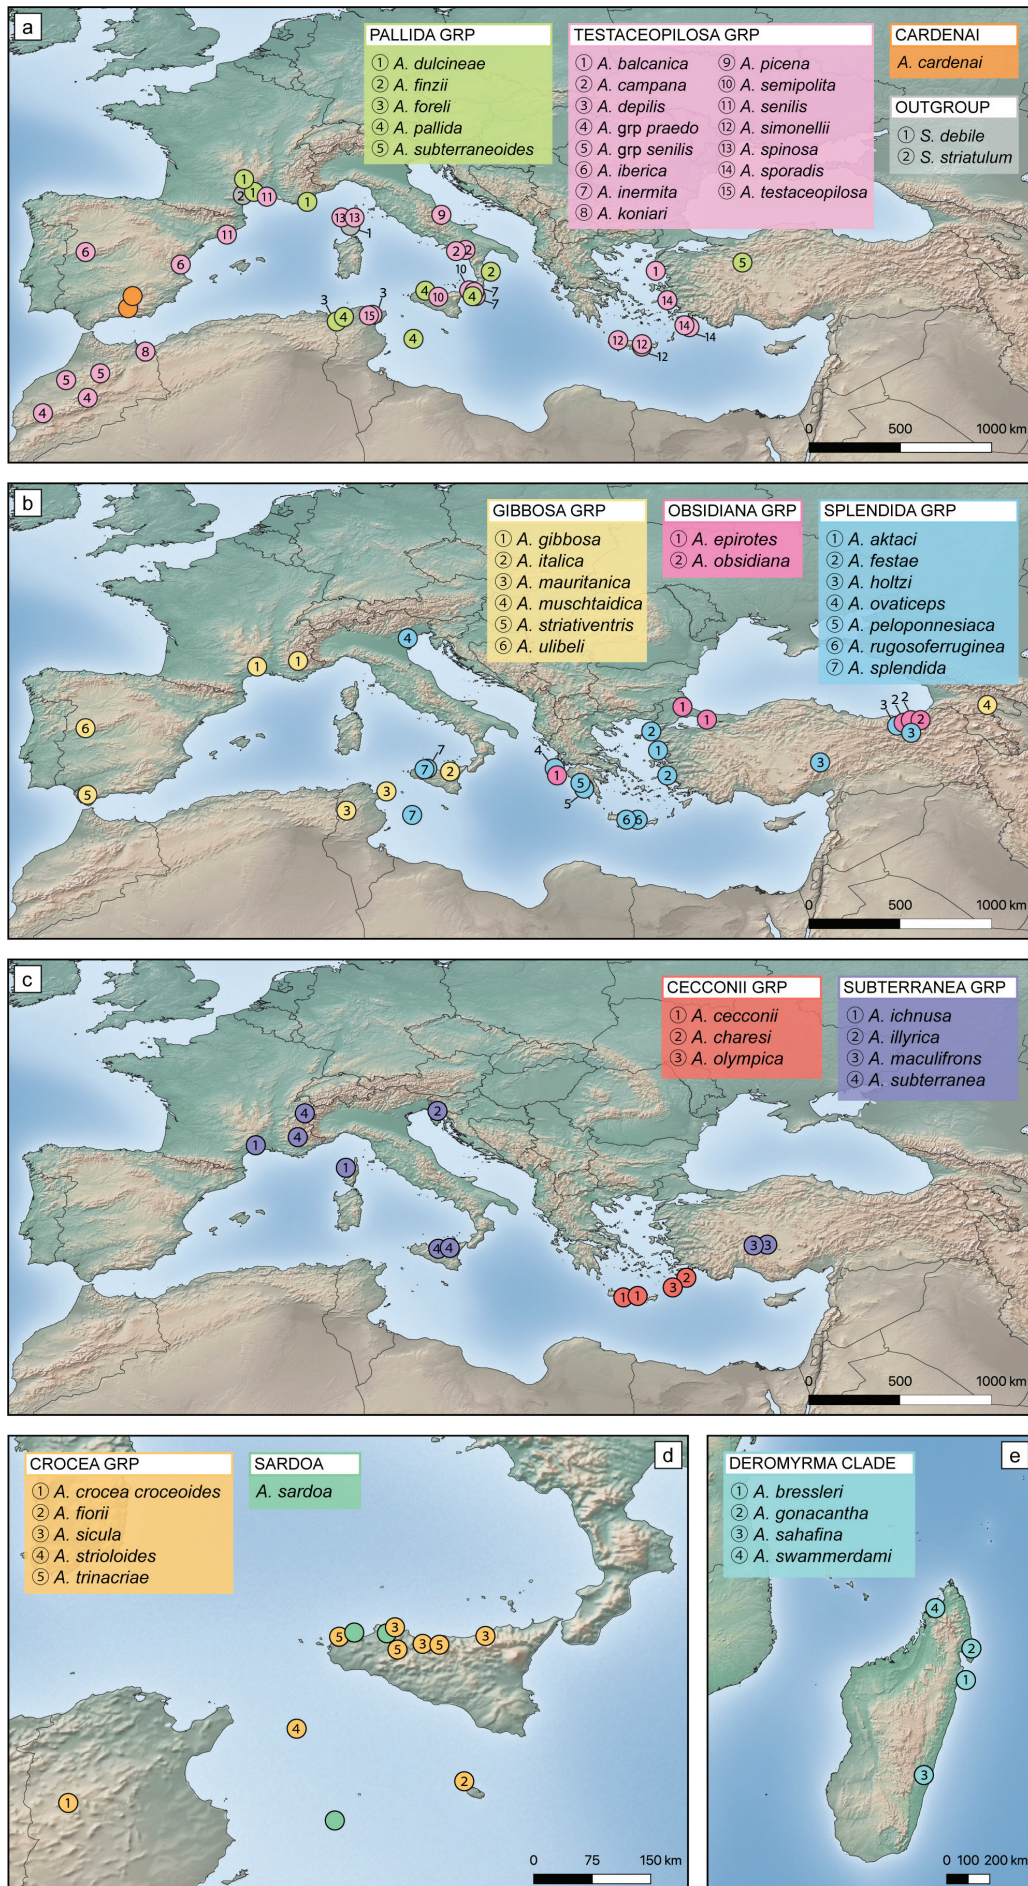 a
PALLIDA GRP
① A. dulcineae
② A. finzii
③ A. foreli
④ A. pallida
⑤ A. subterraneoides
TESTACEOPILOSA GRP
① A. balcanica
② A. campana
③ A. depilis
④ A. grp praedo
⑤ A. grp senilis
⑥ A. iberica
⑦ A. inermita
⑧ A. koniari
⑨ A. picena
⑩ A. semipolita
⑪ A. senilis
⑫ A. simonellii
⑬ A. spinosa
⑭ A. sporadis
⑮ A. testaceopilosa
CARDENAI
A. cardenai
OUTGROUP
① S. debile
② S. striatulum
0 500 1000 km
b
GIBBOSA GRP
① A. gibbosa
② A. italica
③ A. mauritanica
④ A. muschtaidica
⑤ A. striativentris
⑥ A. ulibeli
OBSIDIANA GRP
① A. epirotes
② A. obsidiana
SPLENDIDA GRP
① A. aktaci
② A. festae
③ A. holtzi
④ A. ovaticeps
⑤ A. peloponnesiaca
⑥ A. rugosoferruginea
⑦ A. splendida
0 500 1000 km
c
CECCONII GRP
① A. cecconii
② A. charesi
③ A. olympica
SUBTERRANEA GRP
① A. ichnusa
② A. illyrica
③ A. maculifrons
④ A. subterranea
0 500 1000 km
d
CROCEA GRP
① A. crocea croceoides
② A. fiorii
③ A. sicula
④ A. strioloides
⑤ A. trinacriae
SARDOA
A. sardoa
0 75 150 km
e
DEROMYRMA CLADE
① A. bressleri
② A. gonacantha
③ A. sahafina
④ A. swammerdami
0 100 200 km